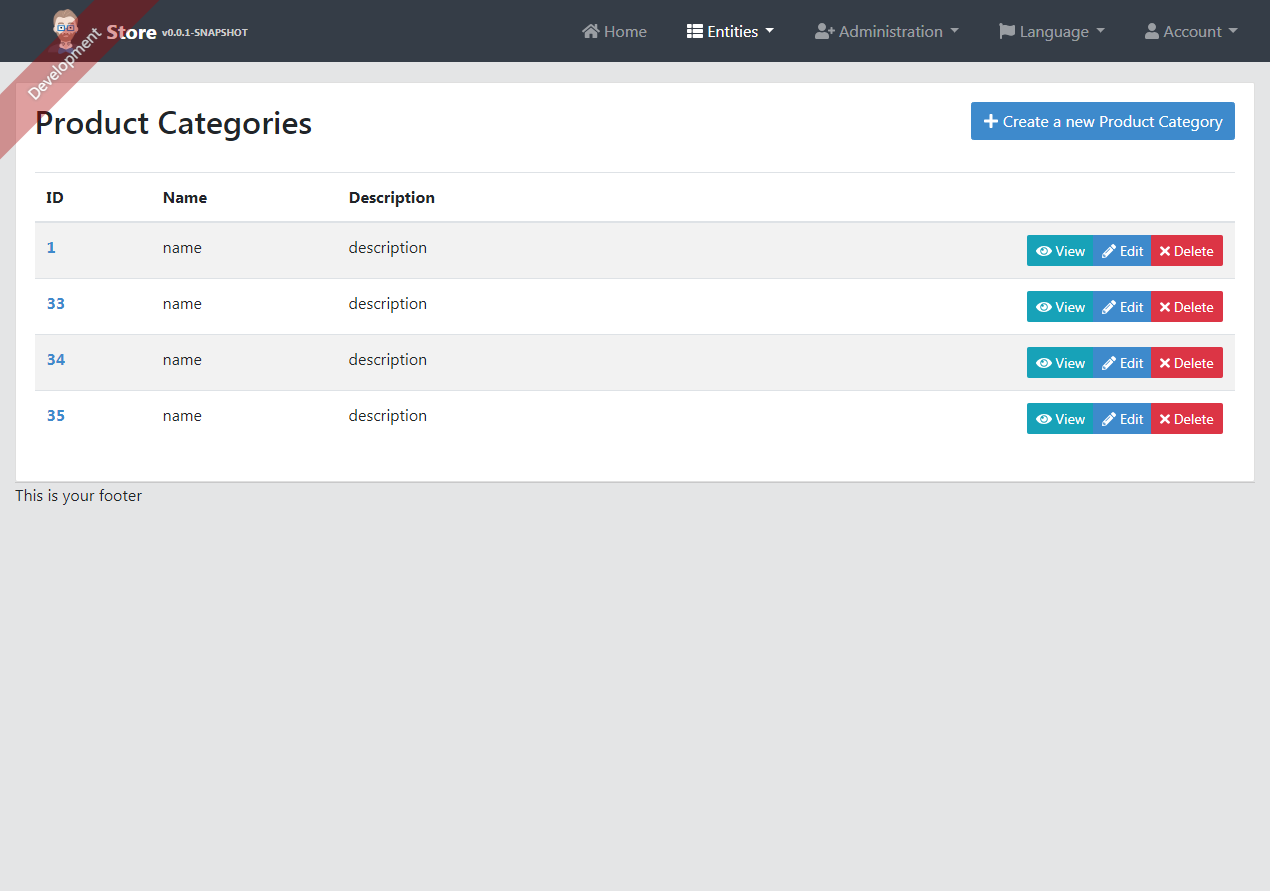 Store v0.0.1-SNAPSHOT Home Entities Administration Language Account
Development
Product Categories Create a new Product Category
ID Name Description
1 name description View Edit Delete
33 name description View Edit Delete
34 name description View Edit Delete
35 name description View Edit Delete
This is your footer